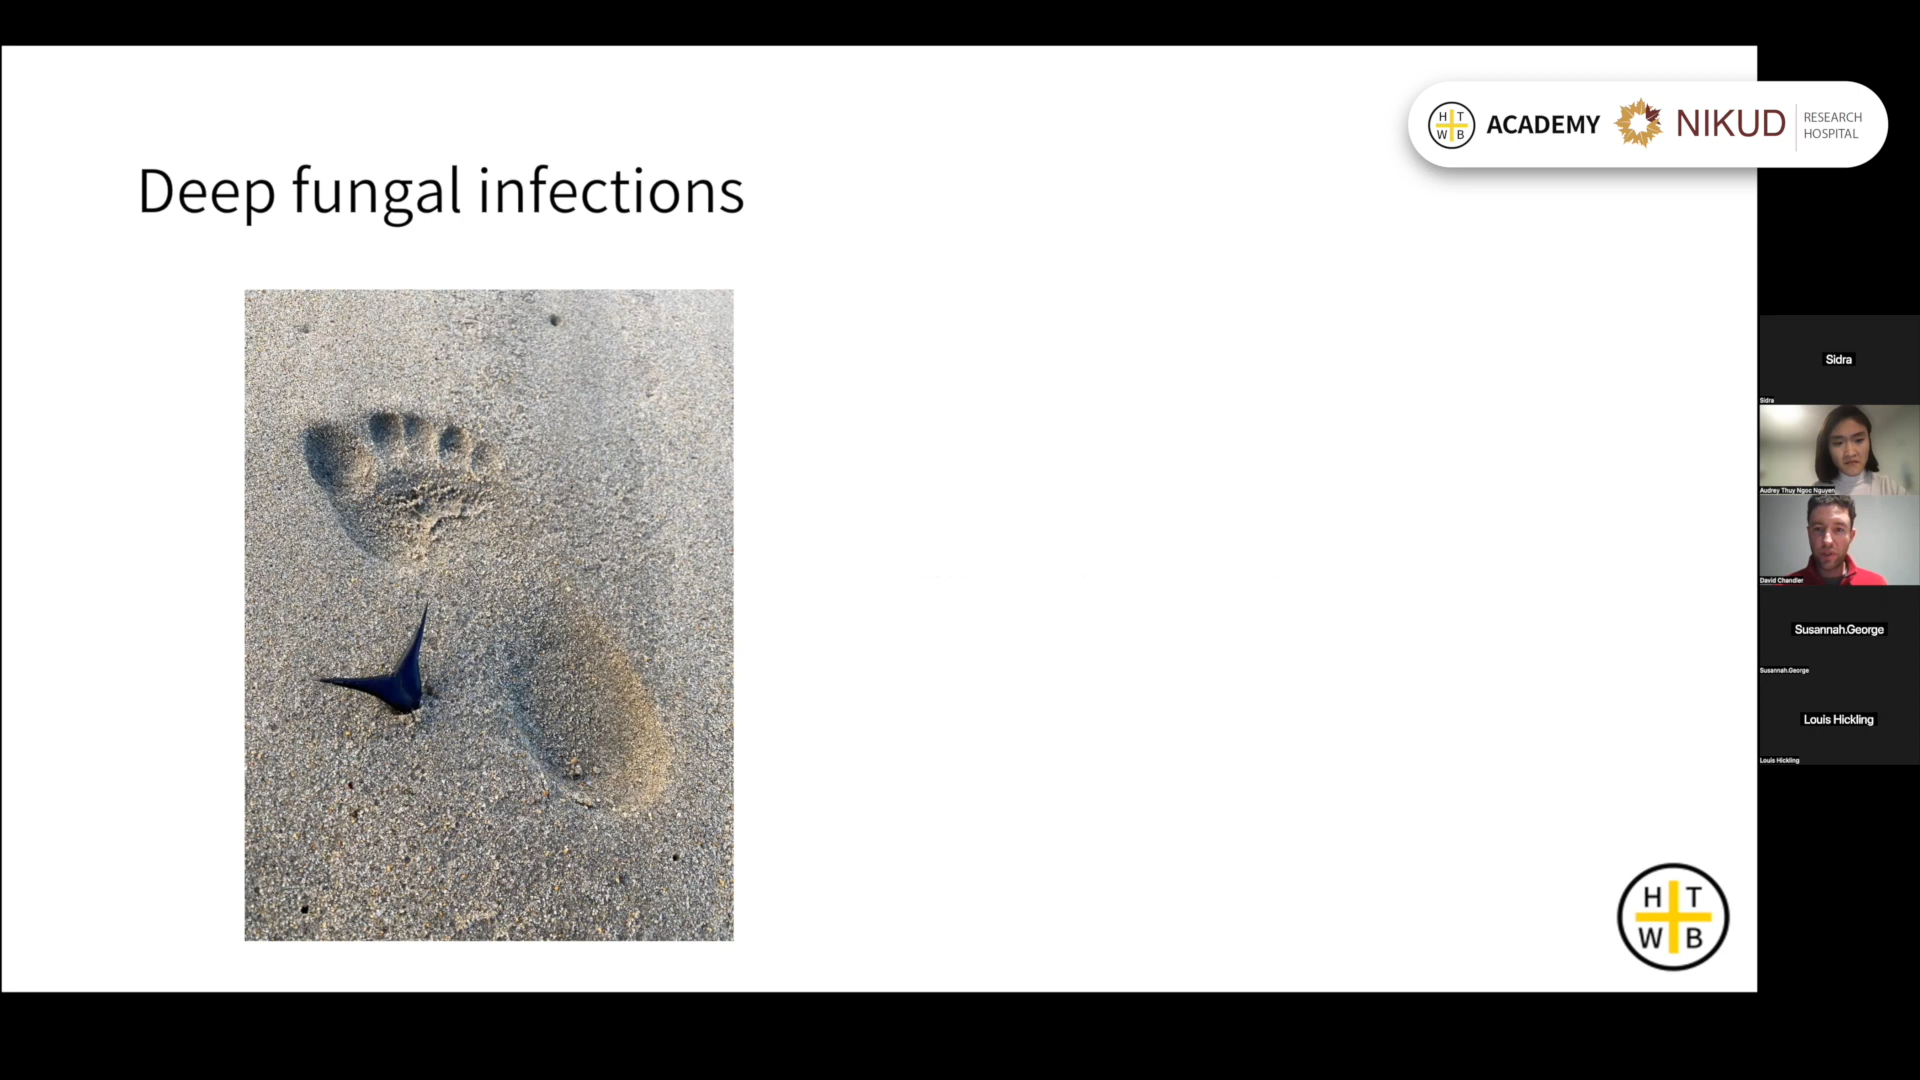 H T
W B
ACADEMY
NIKUD
RESEARCH
HOSPITAL
Deep fungal infections
Sidra
Sidra
Audrey Thuy Ngoc Nguyen
David Chandler
Susannah.George
Susannah.George
Louis Hickling
Louis Hickling
H T
W B